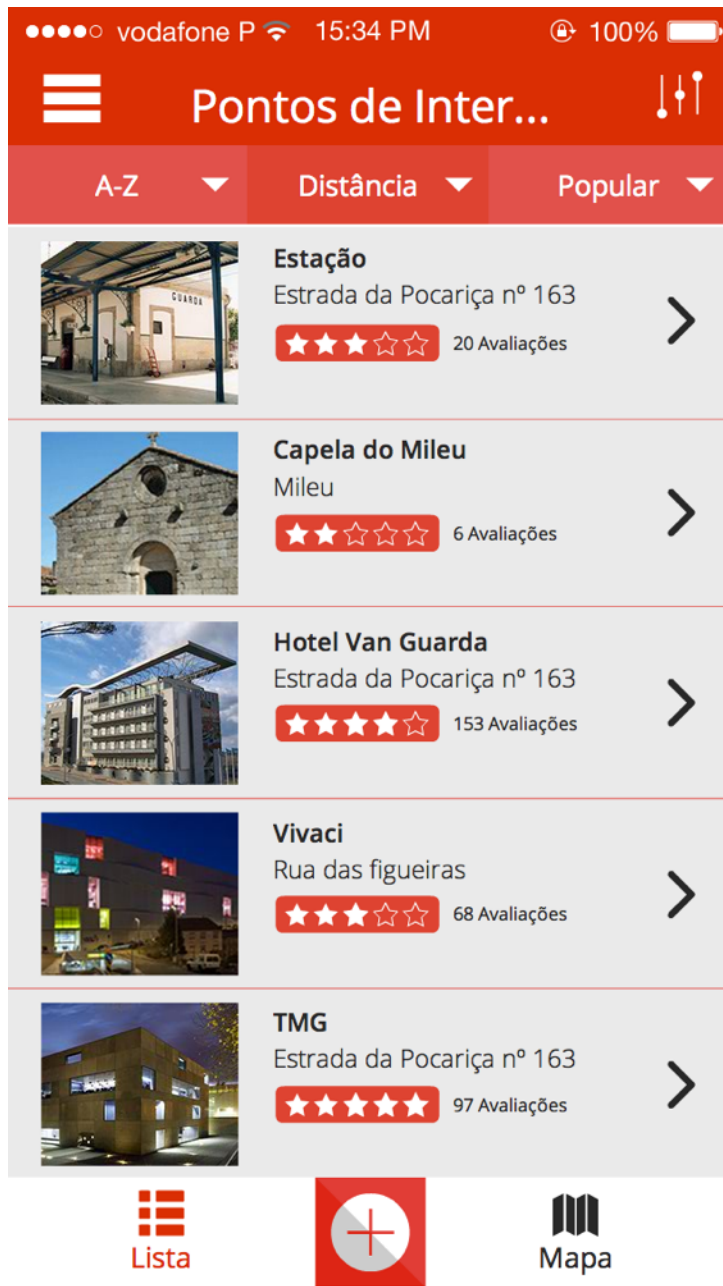 vodafone P 15:34 PM 100%
Pontos de Inter...
A-Z Distância Popular
GUARDA
Estação
Estrada da Pocariça nº 163
20 Avaliações
Capela do Mileu
Mileu
6 Avaliações
Hotel Van Guarda
Estrada da Pocariça nº 163
153 Avaliações
Vivaci
Rua das figueiras
68 Avaliações
TMG
Estrada da Pocariça nº 163
97 Avaliações
Lista Mapa